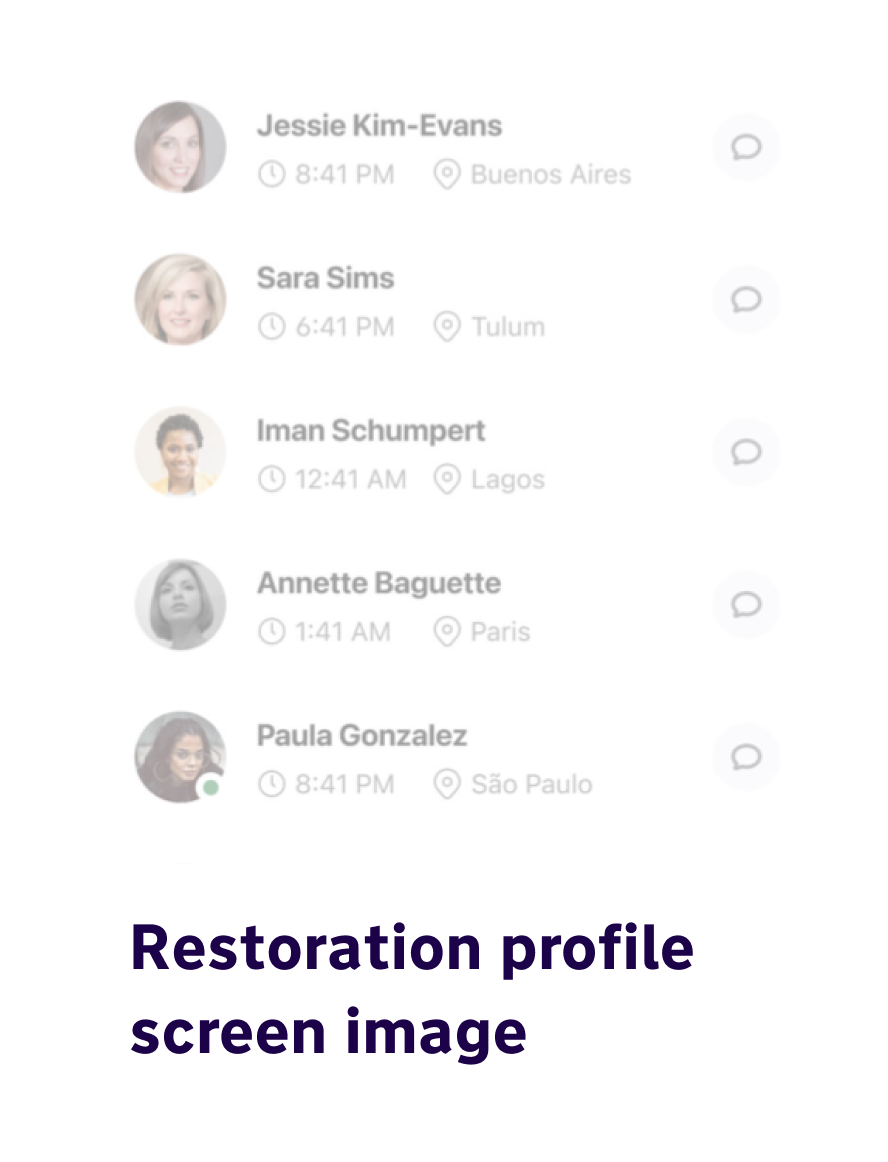 Jessie Kim-Evans
8:41 PM Buenos Aires
Sara Sims
6:41 PM Tulum
Iman Schumpert
12:41 AM Lagos
Annette Baguette
1:41 AM Paris
Paula Gonzalez
8:41 PM São Paulo
Restoration profile
screen image